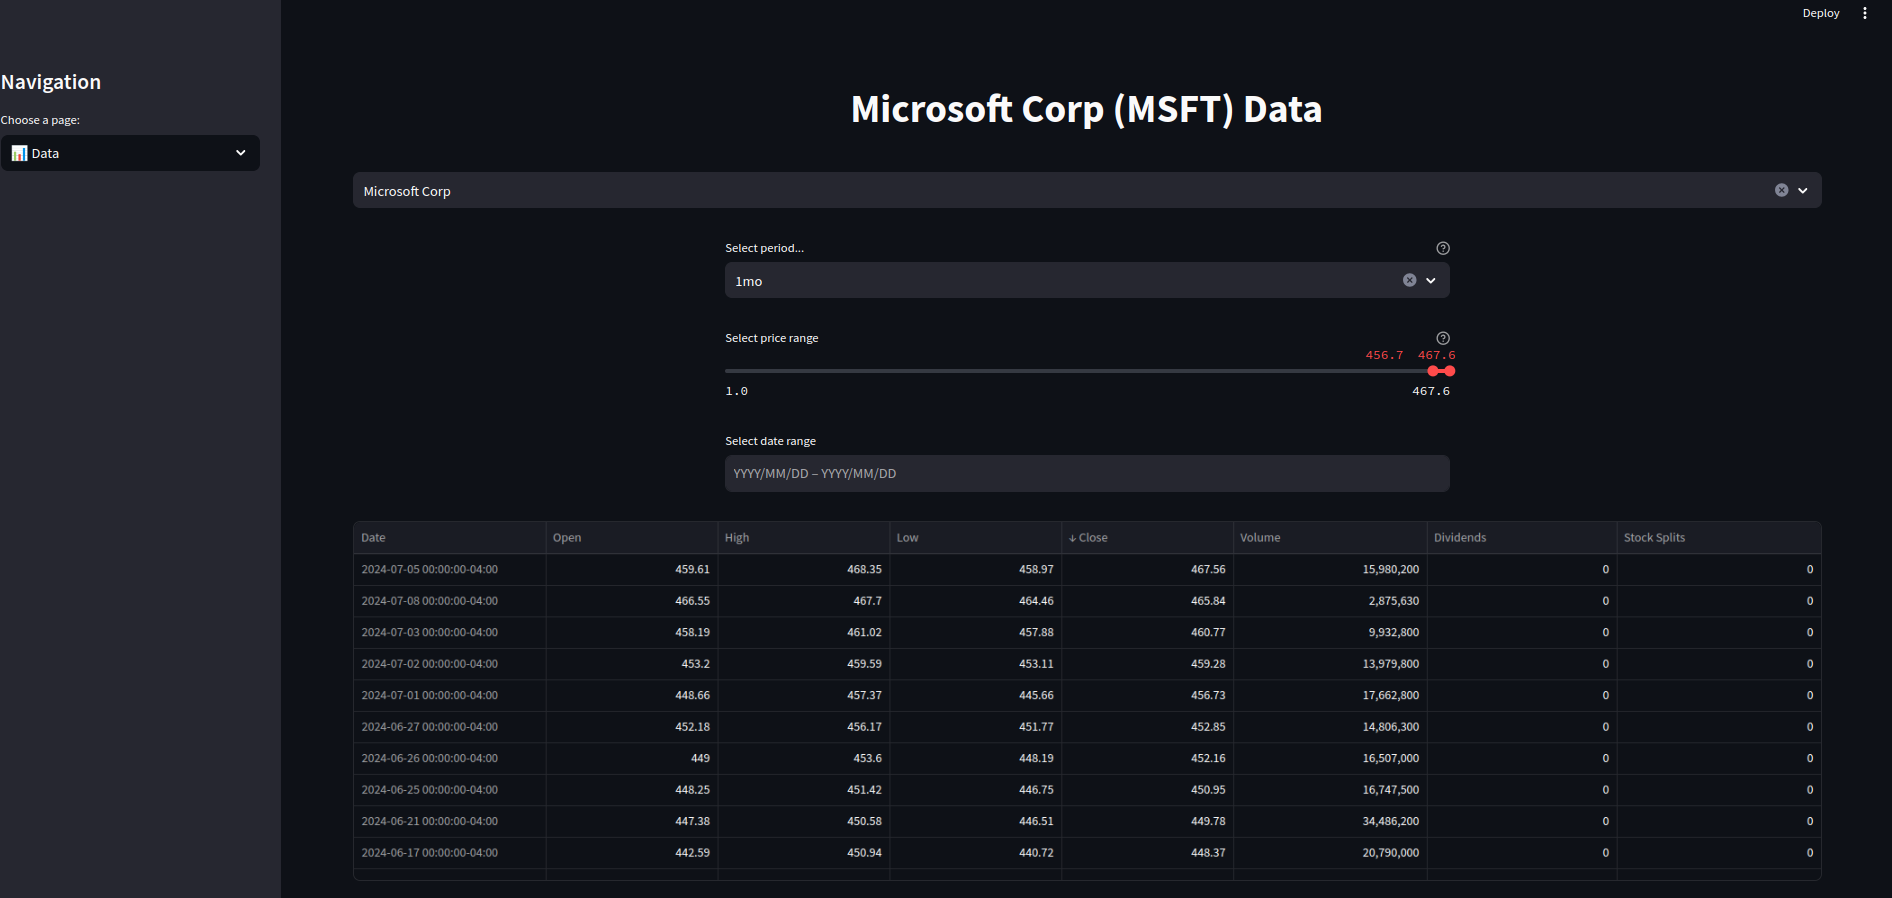 Deploy
Navigation
Choose a page:
📊 Data
Microsoft Corp (MSFT) Data
Microsoft Corp
Select period...
1mo
Select price range
456.7 467.6
1.0 467.6
Select date range
YYYY/MM/DD – YYYY/MM/DD
Date Open High Low ↓ Close Volume Dividends Stock Splits
2024-07-05 00:00:00-04:00 459.61 468.35 458.97 467.56 15,980,200 0 0
2024-07-08 00:00:00-04:00 466.55 467.7 464.46 465.84 2,875,630 0 0
2024-07-03 00:00:00-04:00 458.19 461.02 457.88 460.77 9,932,800 0 0
2024-07-02 00:00:00-04:00 453.2 459.59 453.11 459.28 13,979,800 0 0
2024-07-01 00:00:00-04:00 448.66 457.37 445.66 456.73 17,662,800 0 0
2024-06-27 00:00:00-04:00 452.18 456.17 451.77 452.85 14,806,300 0 0
2024-06-26 00:00:00-04:00 449 453.6 448.19 452.16 16,507,000 0 0
2024-06-25 00:00:00-04:00 448.25 451.42 446.75 450.95 16,747,500 0 0
2024-06-21 00:00:00-04:00 447.38 450.58 446.51 449.78 34,486,200 0 0
2024-06-17 00:00:00-04:00 442.59 450.94 440.72 448.37 20,790,000 0 0